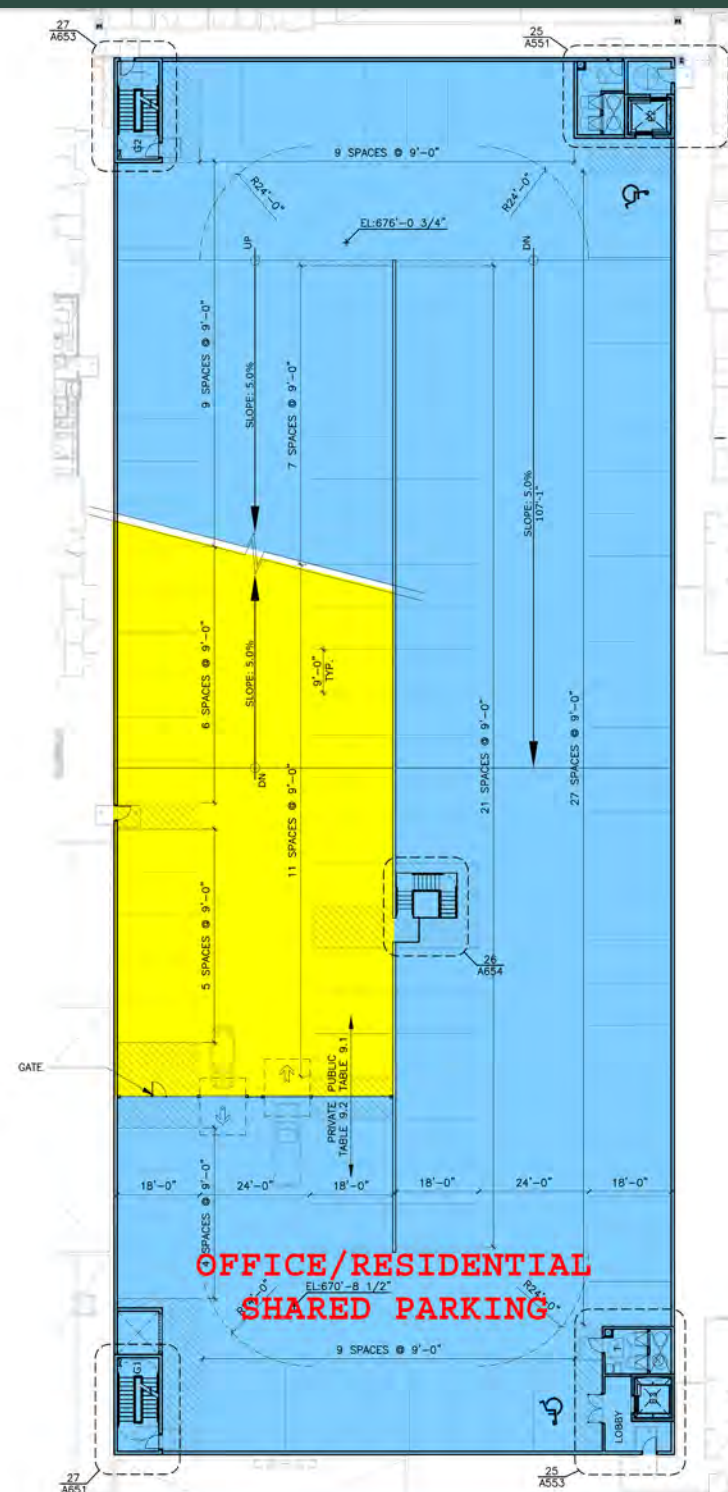 27
A653
25
A551
G2
9 SPACES @ 9'-0"
R24'-0"
R24'-0"
EL:676'-0 3/4"
UP
DN
9 SPACES @ 9'-0"
SLOPE: 5.0%
7 SPACES @ 9'-0"
SLOPE: 5.0%
107'-1"
6 SPACES @ 9'-0"
SLOPE: 5.0%
9'-0"
TYP.
DN
11 SPACES @ 9'-0"
21 SPACES @ 9'-0"
27 SPACES @ 9'-0"
5 SPACES @ 9'-0"
26
A654
GATE
PRIVATE PUBLIC
TABLE 9.2 TABLE 9.1
18'-0"
24'-0"
18'-0"
18'-0"
24'-0"
18'-0"
4 SPACES @ 9'-0"
OFFICE/RESIDENTIAL
EL:670'-8 1/2"
SHARED PARKING
9 SPACES @ 9'-0"
G1
LOBBY
27
A651
25
A553